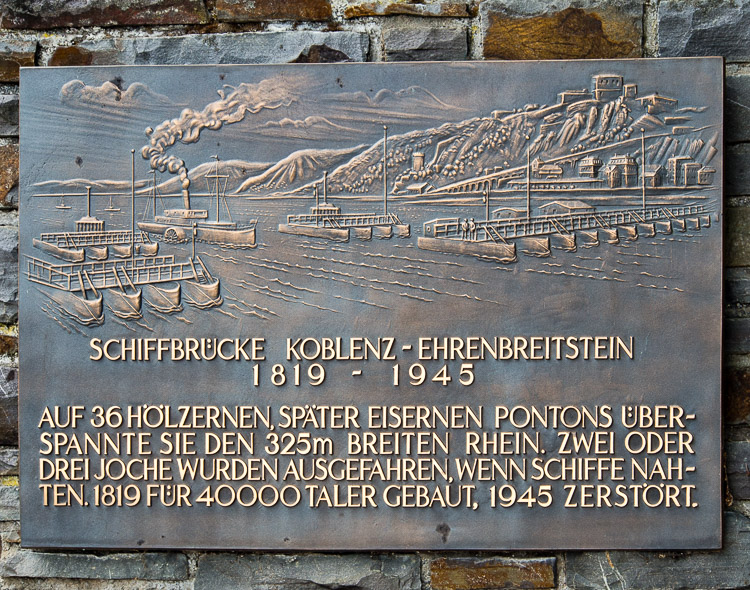 SCHIFFBRÜCKE KOBLENZ-EHRENBREITSTEIN
1819 - 1945
AUF 36 HÖLZERNEN, SPÄTER EISERNEN PONTONS ÜBER-
SPANNTE SIE DEN 325m BREITEN RHEIN. ZWEI ODER
DREI JOCHE WURDEN AUSGEFAHREN, WENN SCHIFFE NAH-
TEN. 1819 FÜR 40000 TALER GEBAUT, 1945 ZERSTÖRT.